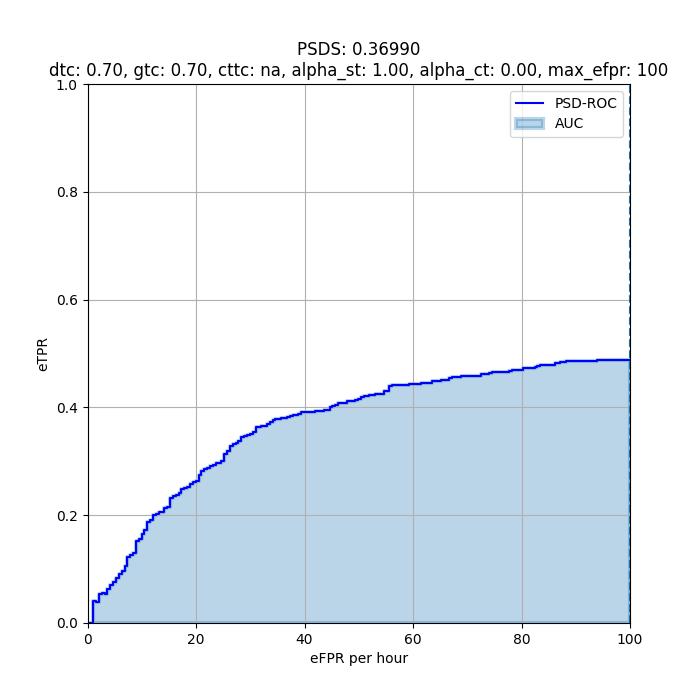 PSDS: 0.36990
dtc: 0.70, gtc: 0.70, cttc: na, alpha_st: 1.00, alpha_ct: 0.00, max_efpr: 100
PSD-ROC
AUC
1.0
0.8
0.6
0.4
0.2
0.0
eTPR
0 20 40 60 80 100
eFPR per hour